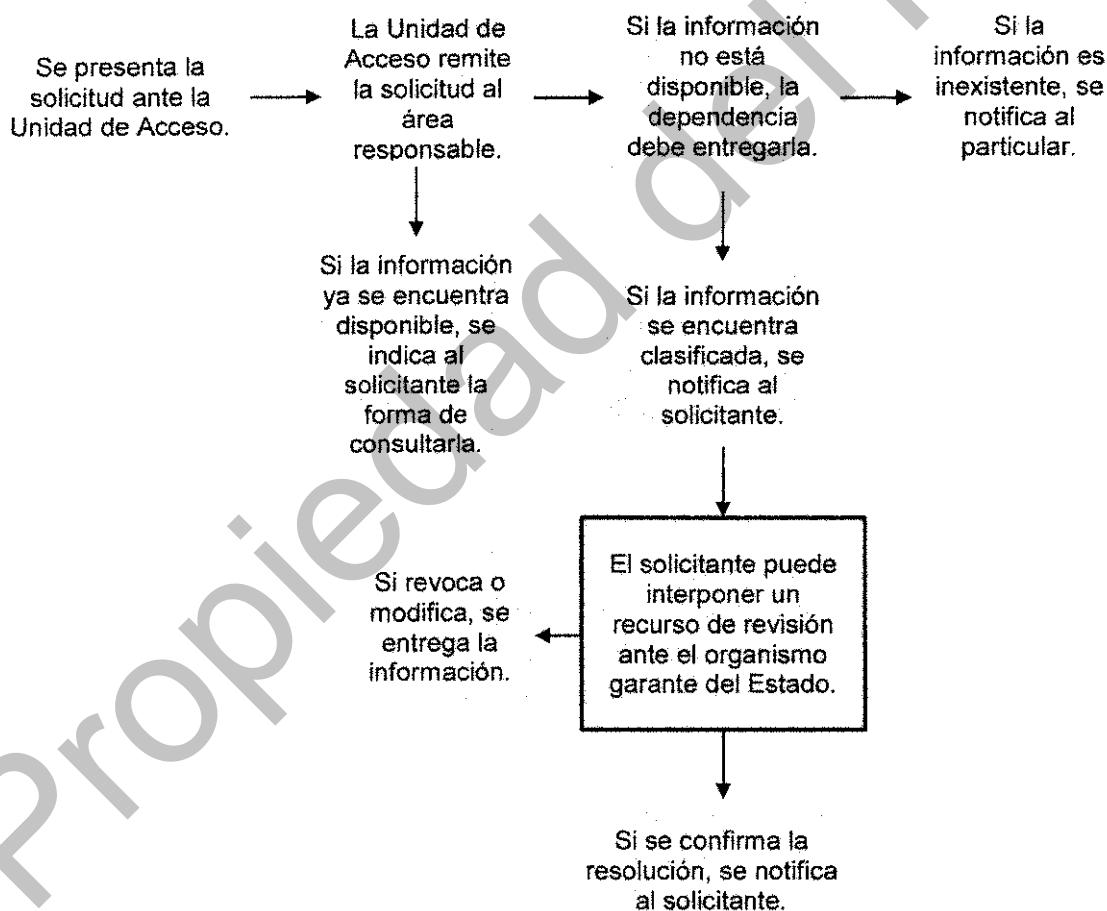 Se presenta la
solicitud ante la
Unidad de Acceso.
La Unidad de
Acceso remite
la solicitud al
área
responsable.
Si la información
no está
disponible, la
dependencia
debe entregarla.
Si la
información es
inexistente, se
notifica al
particular.
Si la información
ya se encuentra
disponible, se
indica al
solicitante la
forma de
consultarla.
Si la información
se encuentra
clasificada, se
notifica al
solicitante.
El solicitante puede
interponer un
recurso de revisión
ante el organismo
garante del Estado.
Si revoca o
modifica, se
entrega la
información.
Si se confirma la
resolución, se notifica
al solicitante.
Propiedad del